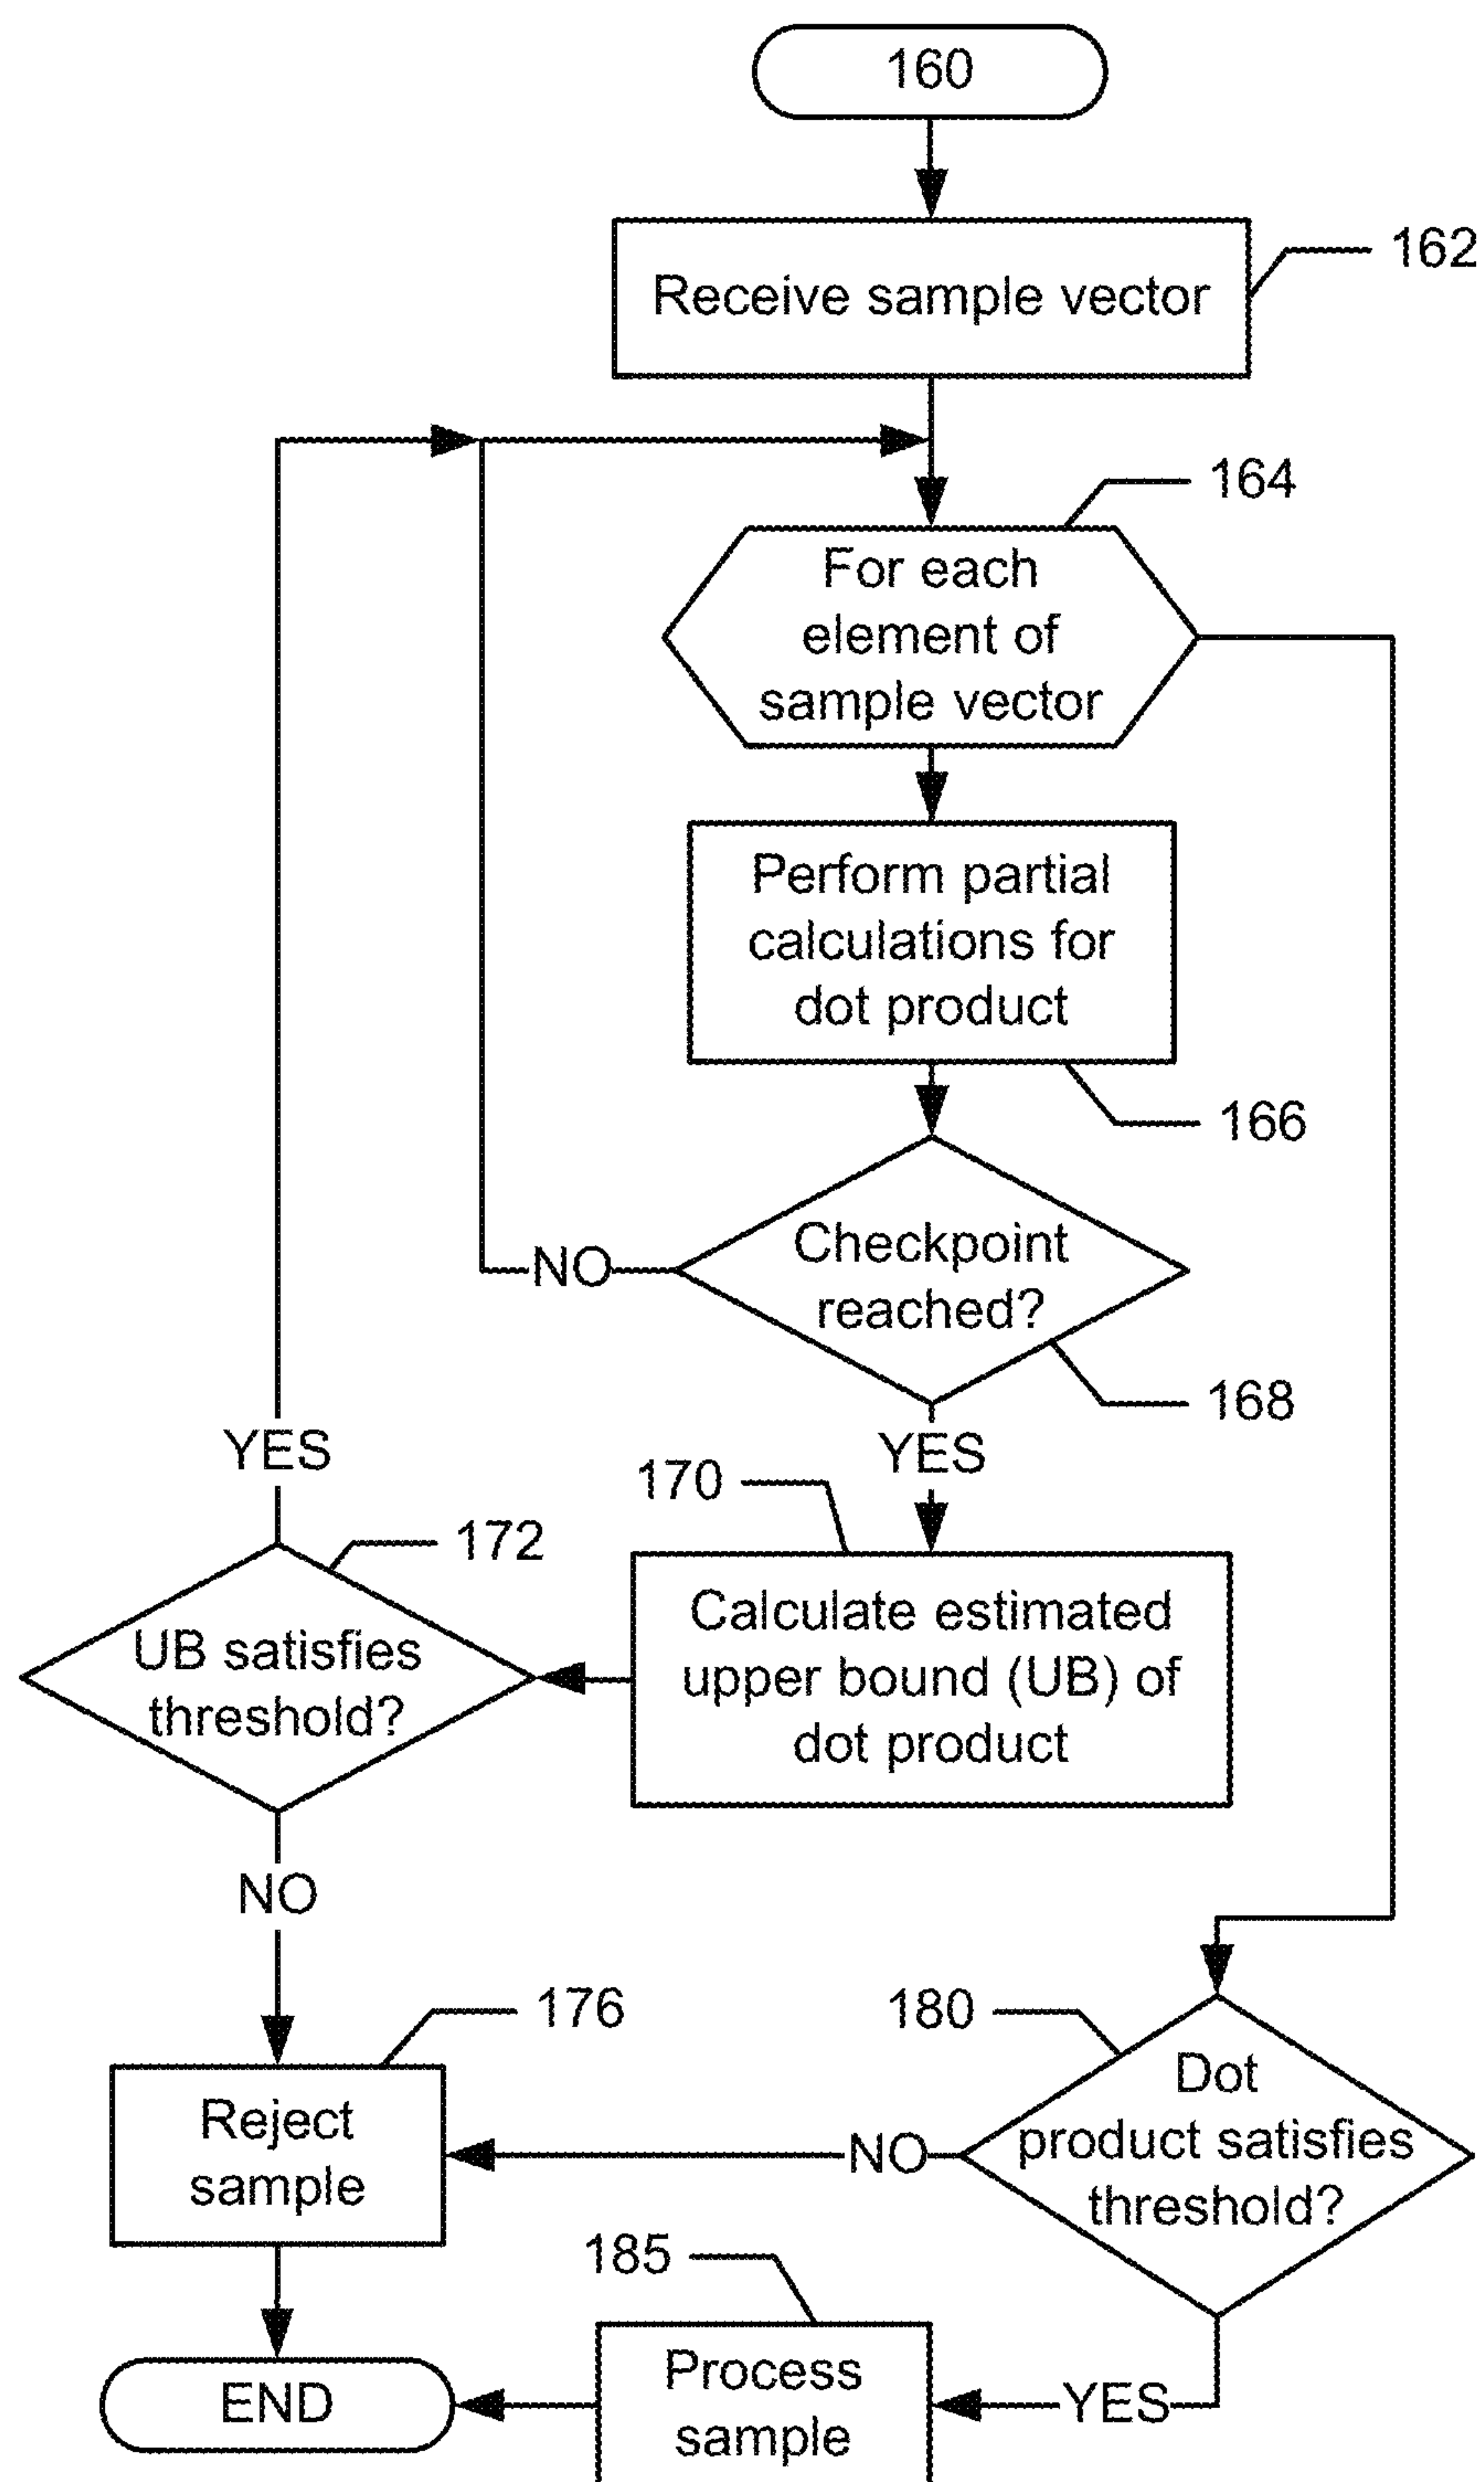 160
Receive sample vector
162
164
For each
element of
sample vector
Perform partial
calculations for
dot product
166
Checkpoint
reached?
NO
168
YES
YES
170
172
Calculate estimated
upper bound (UB) of
dot product
UB satisfies
threshold?
NO
176
180
Reject
sample
Dot
product satisfies
threshold?
NO
185
Process
sample
YES
END